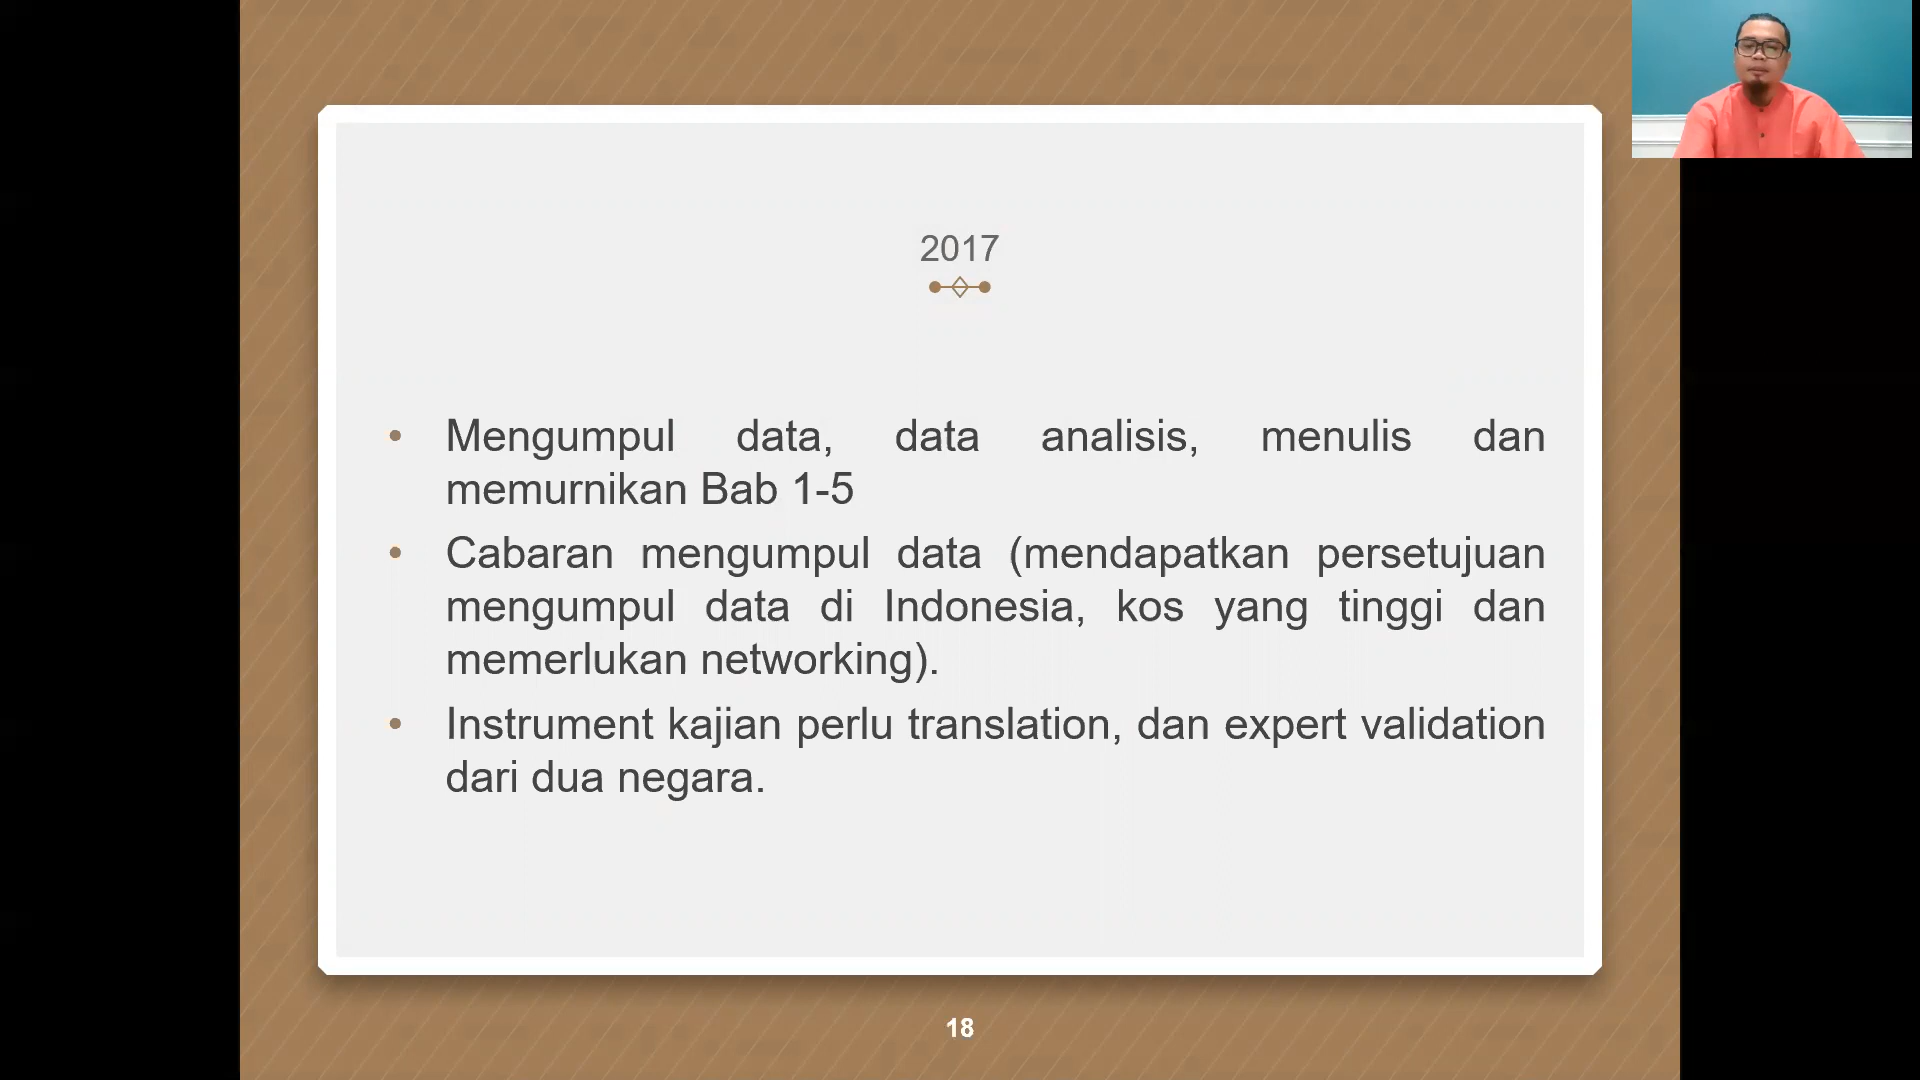 2017
• Mengumpul data, data analisis, menulis dan
memurnikan Bab 1-5
• Cabaran mengumpul data (mendapatkan persetujuan
mengumpul data di Indonesia, kos yang tinggi dan
memerlukan networking).
• Instrument kajian perlu translation, dan expert validation
dari dua negara.
18